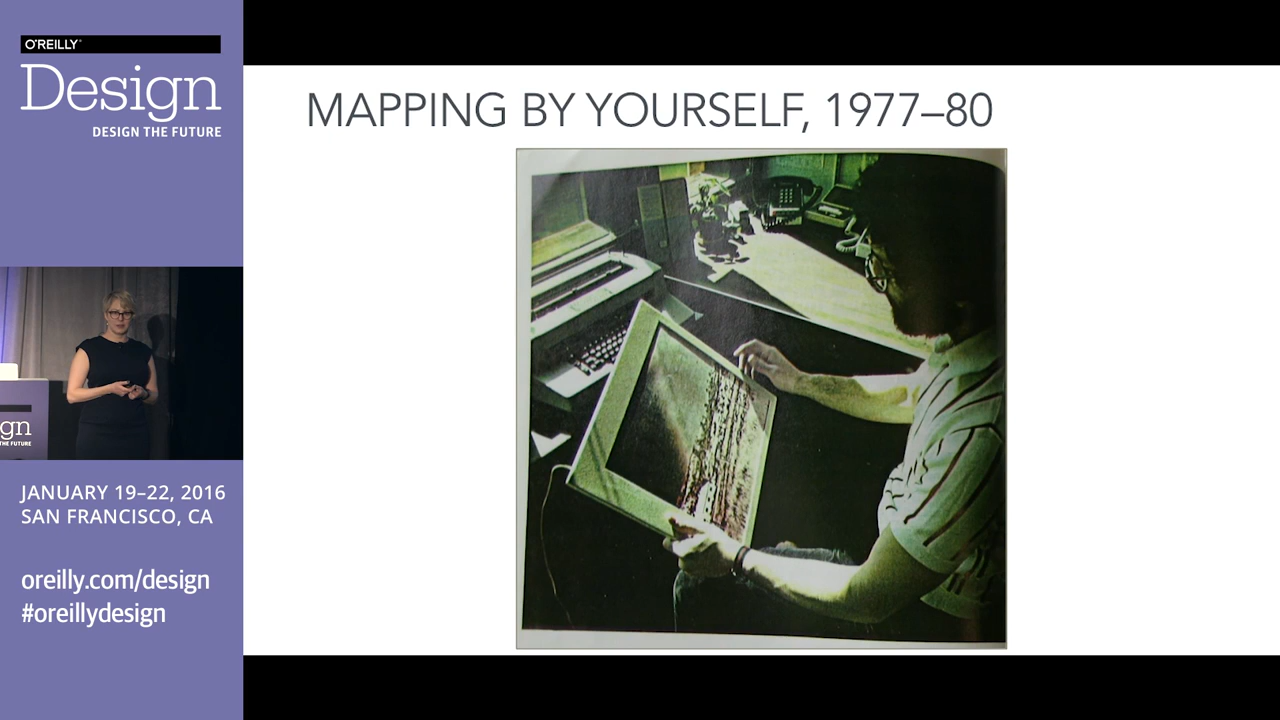 O'REILLY®
Design
DESIGN THE FUTURE
MAPPING BY YOURSELF, 1977–80
gn
THE FUTURE
JANUARY 19–22, 2016
SAN FRANCISCO, CA
oreilly.com/design
#oreillydesign